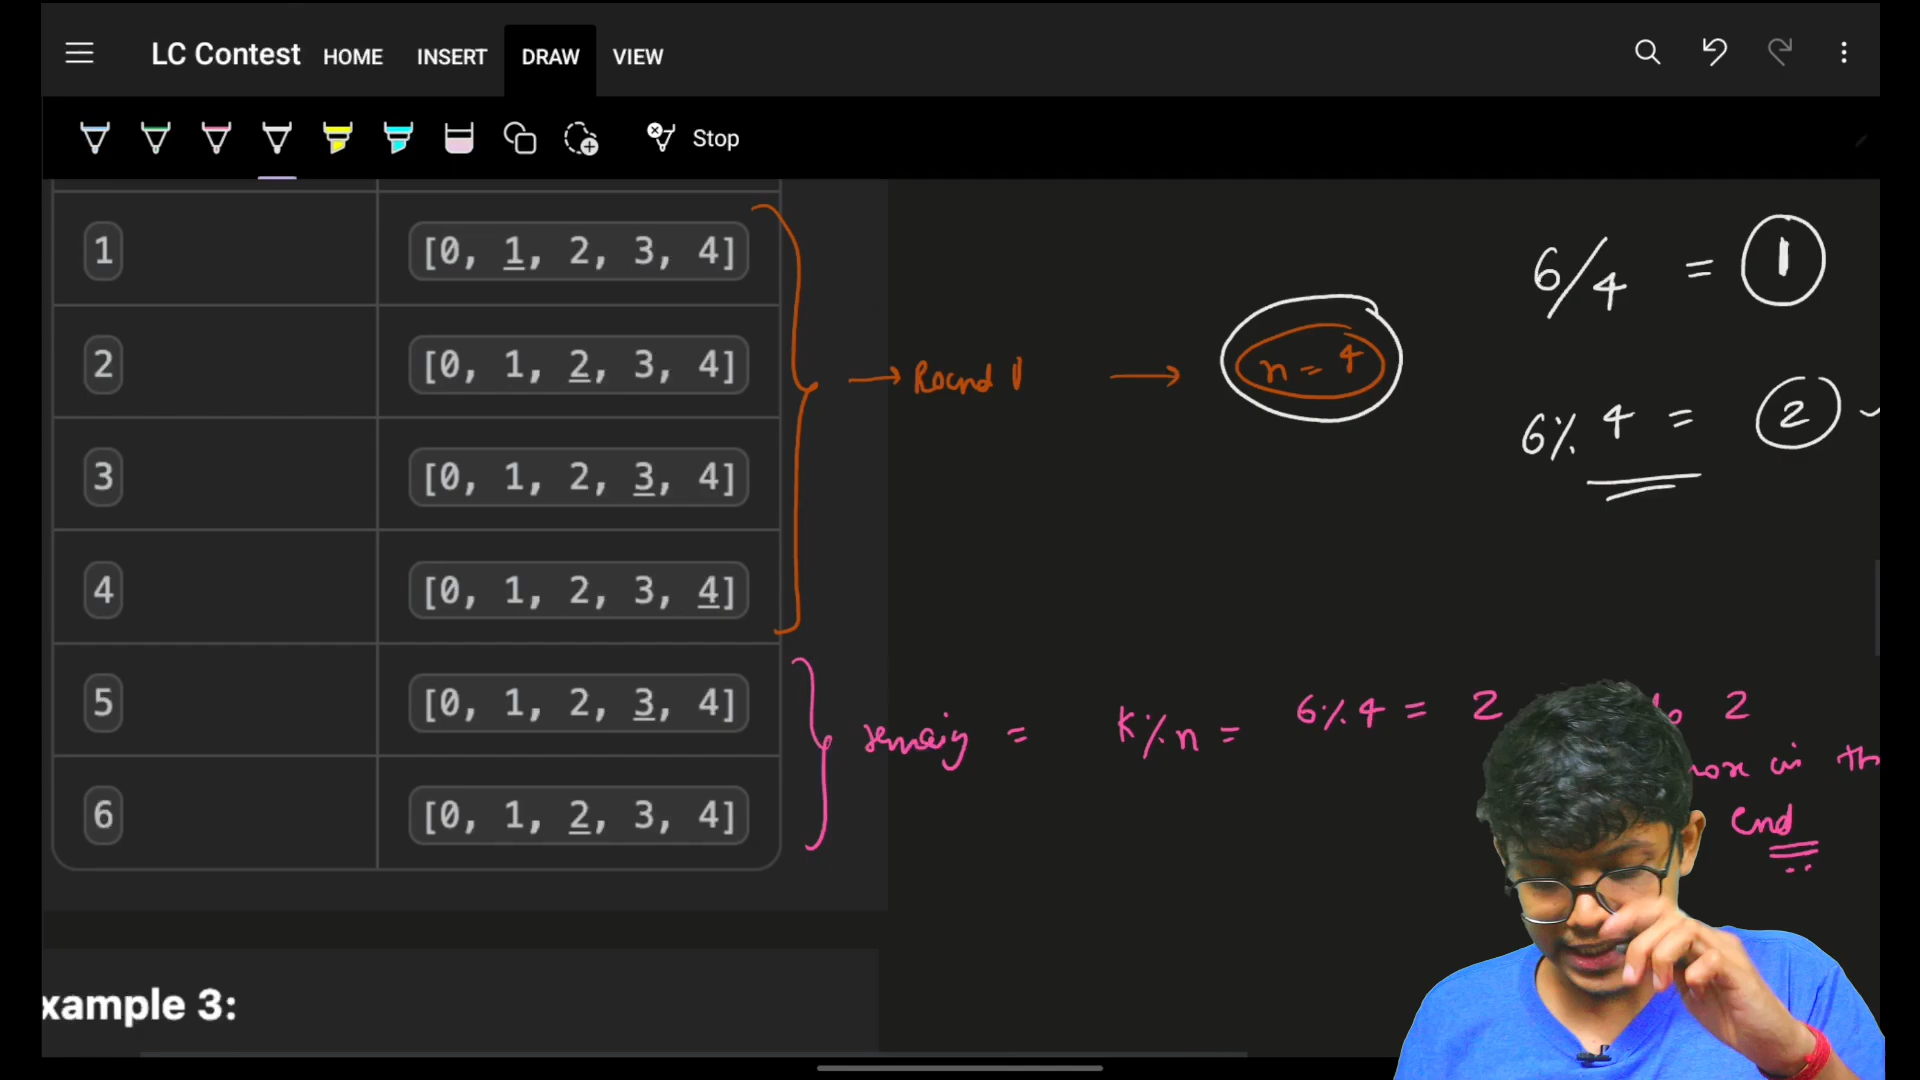 LC Contest HOME INSERT DRAW VIEW
Stop
1 [0, 1, 2, 3, 4]
2 [0, 1, 2, 3, 4]
3 [0, 1, 2, 3, 4]
4 [0, 1, 2, 3, 4]
5 [0, 1, 2, 3, 4]
6 [0, 1, 2, 3, 4]
→ Round 1 → n = 4
6/4 = 1
6% 4 = 2
= k%n = 6%4 = 2
2
in th
end
xample 3: